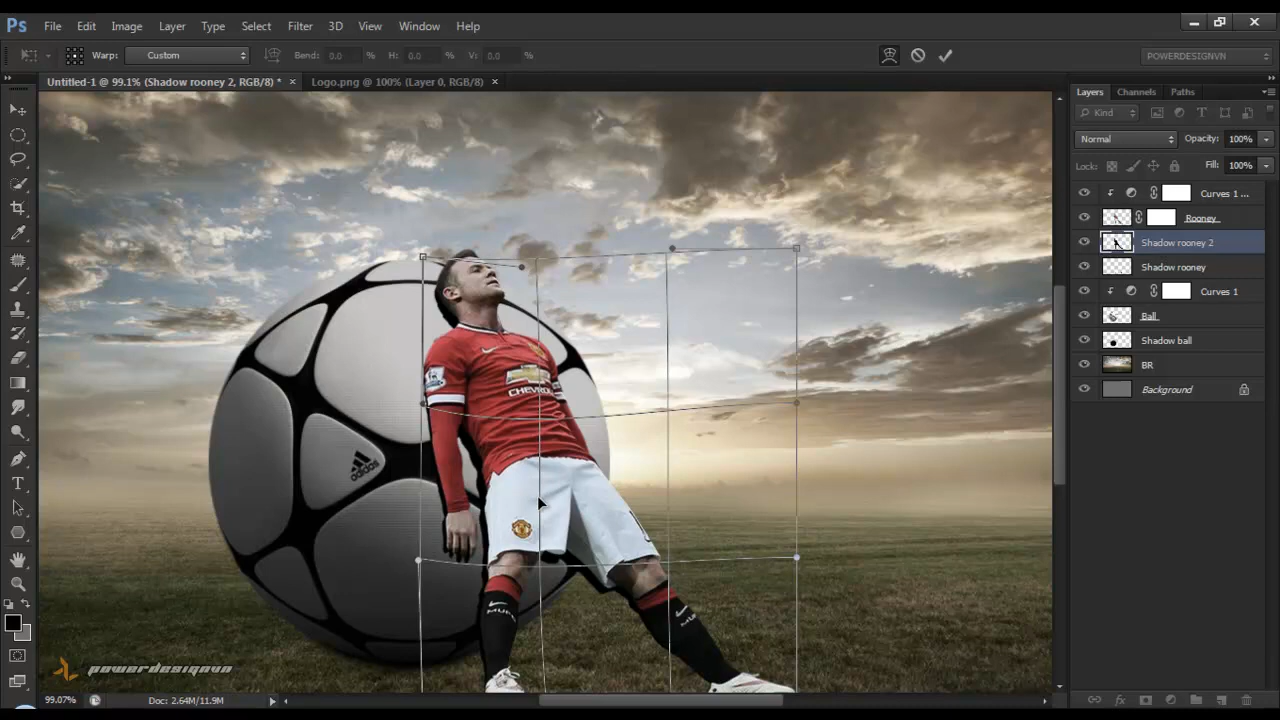 Ps File Edit Image Layer Type Select Filter 3D View Window Help
Warp: Custom Bend: 0.0 % H: 0.0 % V: 0.0 % POWERDESIGNVN
Untitled-1 @ 99.1% (Shadow rooney 2, RGB/8) * × Logo.png @ 100% (Layer 0, RGB/8) ×
Layers Channels Paths
Kind
Normal Opacity: 100%
Lock: Fill: 100%
Curves 1 ...
Rooney
Shadow rooney 2
Shadow rooney
Curves 1
Ball
Shadow ball
BR
Background
CHEVROLET
adidas
POWERDESIGNVN
99.07% Doc: 2.64M/11.9M